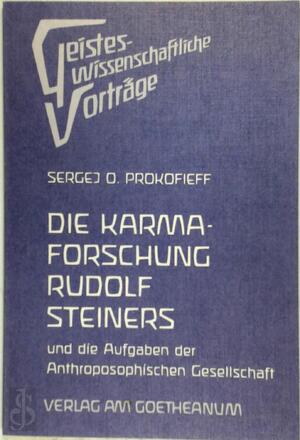 Geistes-
wissenschaftliche
Vorträge
SERGEJ O. PROKOFIEFF
DIE KARMA-
FORSCHUNG
RUDOLF
STEINERS
und die Aufgaben der
Anthroposophischen Gesellschaft
VERLAG AM GOETHEANUM